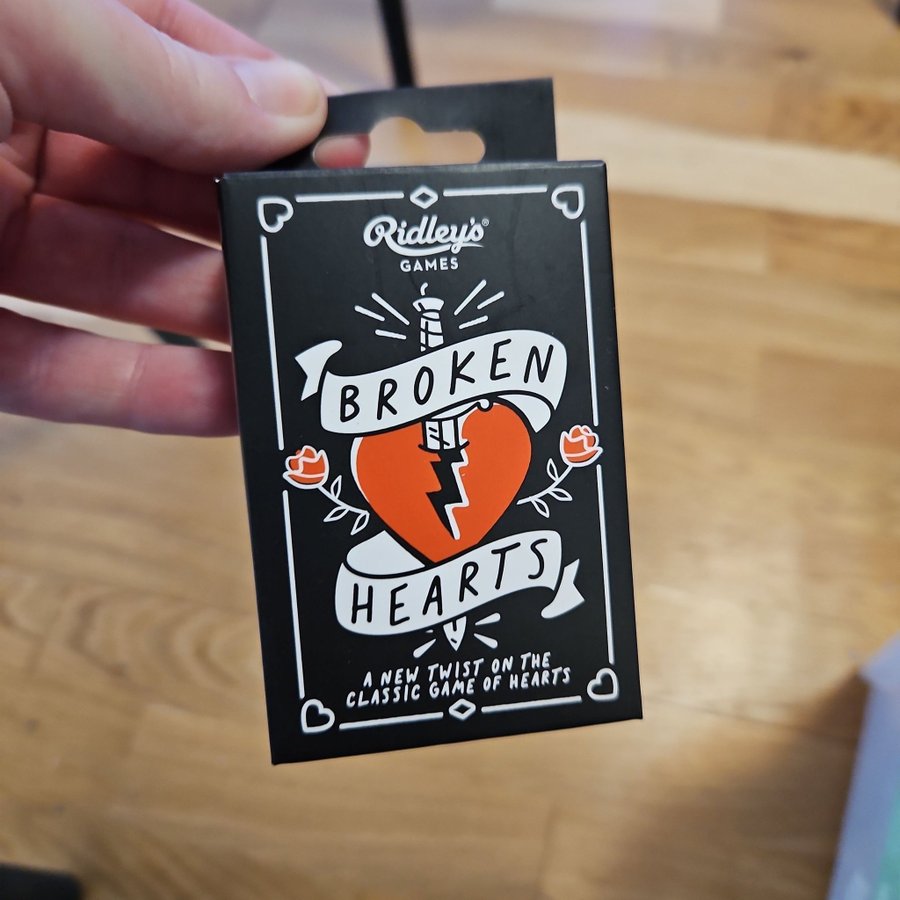 Ridley's®
GAMES
BROKEN
HEARTS
A NEW TWIST ON THE
CLASSIC GAME OF HEARTS